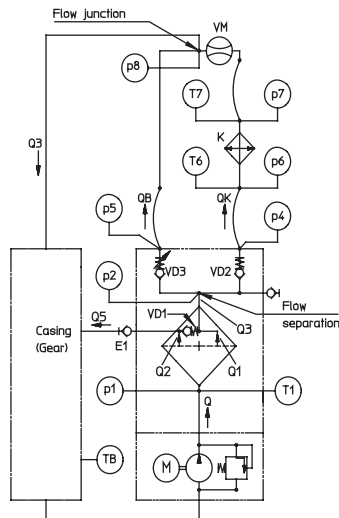 Flow junction
VM
p8
T7
p7
K
Q3
T6
p6
QB
QK
p5
p4
VD3
VD2
p2
Q5
VD1
Flow
separation
Casing
(Gear)
E1
Q3
Q2
Q1
p1
Q
T1
TB
M